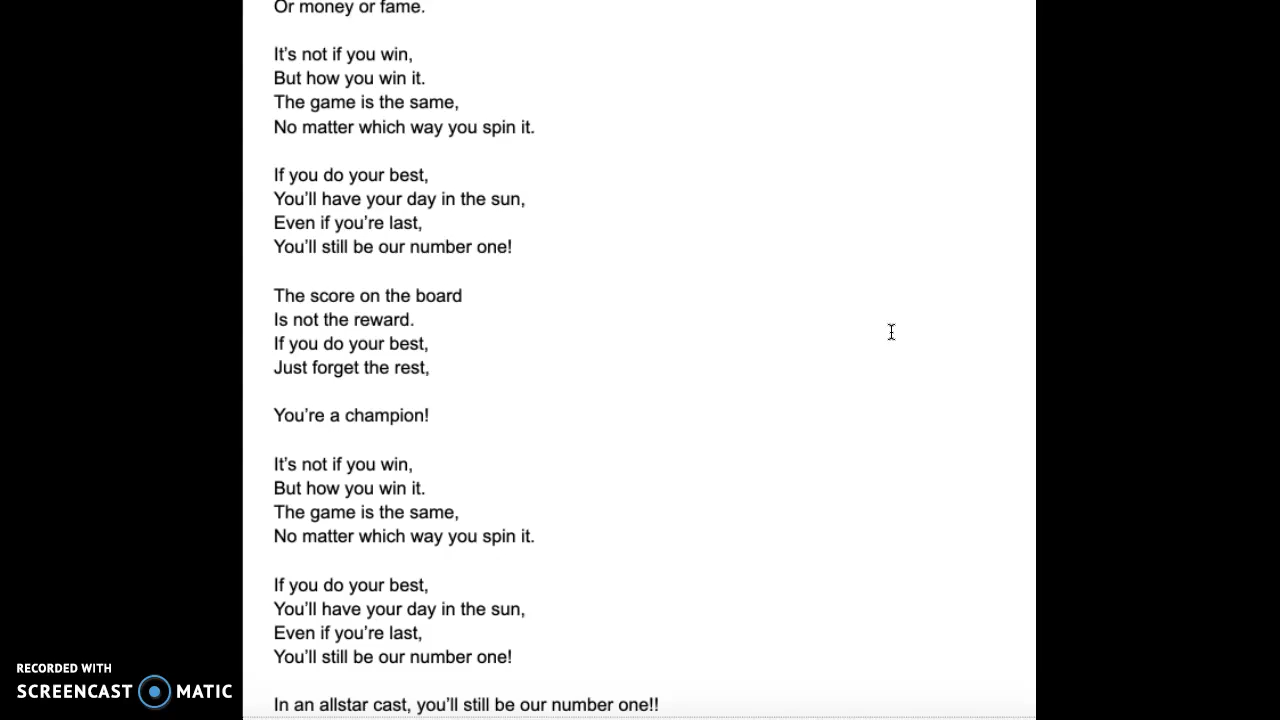 Or money or fame.
It's not if you win,
But how you win it.
The game is the same,
No matter which way you spin it.
If you do your best,
You'll have your day in the sun,
Even if you're last,
You'll still be our number one!
The score on the board
Is not the reward.
If you do your best,
Just forget the rest,
You're a champion!
It's not if you win,
But how you win it.
The game is the same,
No matter which way you spin it.
If you do your best,
You'll have your day in the sun,
Even if you're last,
You'll still be our number one!
In an allstar cast, you'll still be our number one!!
RECORDED WITH
SCREENCAST MATIC